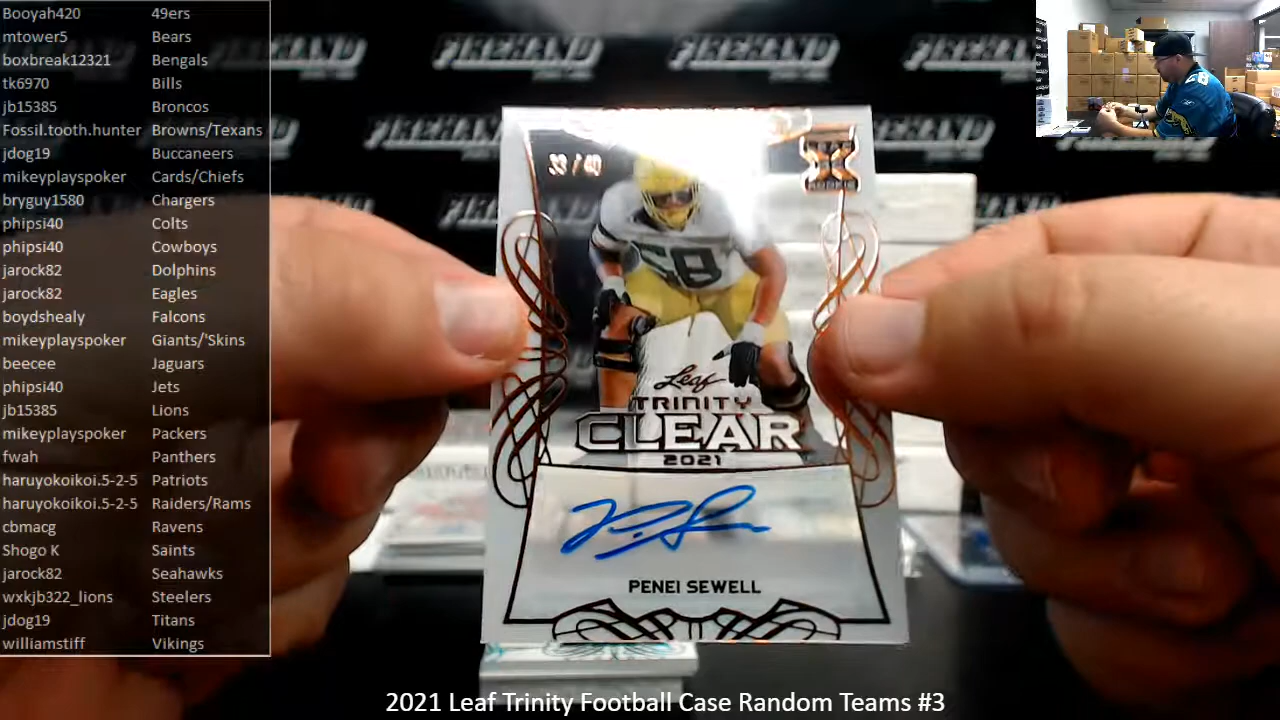 Booyah420 49ers
mtower5 Bears
boxbreak12321 Bengals
tk6970 Bills
jb15385 Broncos
Fossil.tooth.hunter Browns/Texans
jdog19 Buccaneers
mikeyplayspoker Cards/Chiefs
bryguy1580 Chargers
phipsi40 Colts
phipsi40 Cowboys
jarock82 Dolphins
jarock82 Eagles
boydshealy Falcons
mikeyplayspoker Giants/'Skins
beecee Jaguars
phipsi40 Jets
jb15385 Lions
mikeyplayspoker Packers
fwah Panthers
haruyokoikoi.5-2-5 Patriots
haruyokoikoi.5-2-5 Raiders/Rams
cbmacg Ravens
Shogo K Saints
jarock82 Seahawks
wxkjb322_lions Steelers
jdog19 Titans
williamstiff Vikings
FIREHAND
FIREHAND
FIREHAND
58
Leaf
TRINITY
CLEAR
2021
PENEI SEWELL
2021 Leaf Trinity Football Case Random Teams #3